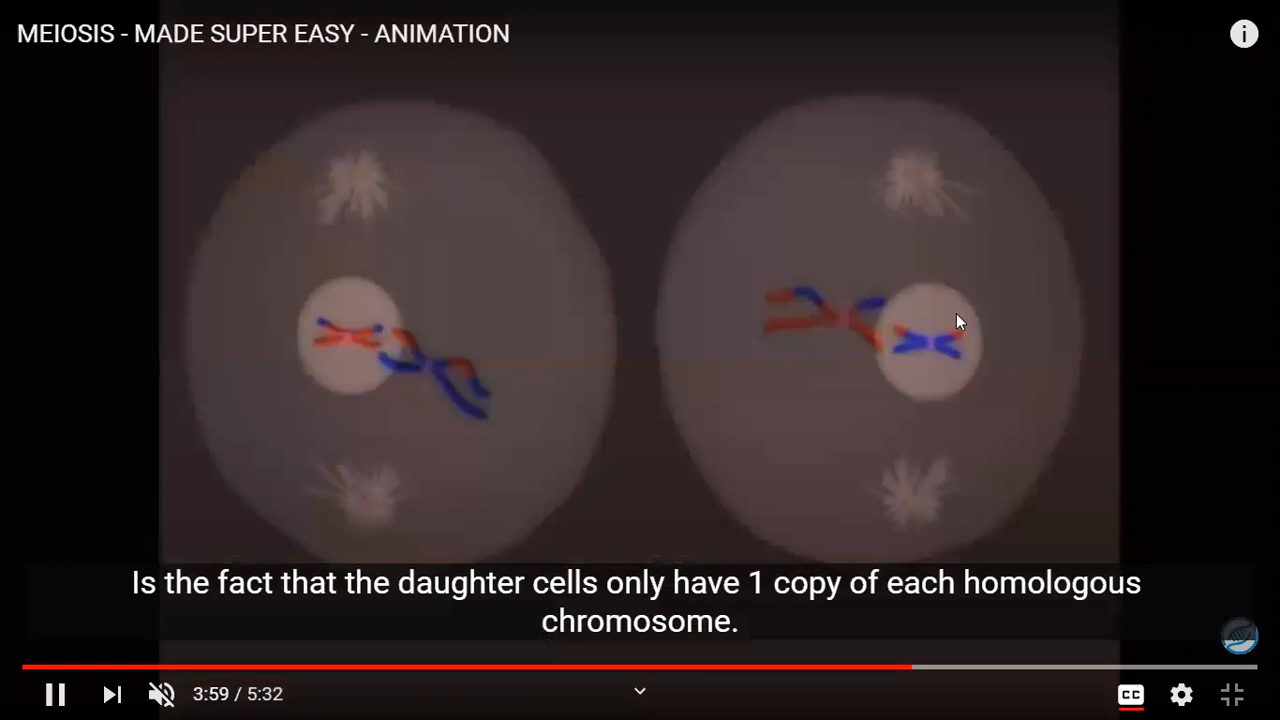 MEIOSIS - MADE SUPER EASY - ANIMATION
Is the fact that the daughter cells only have 1 copy of each homologous
chromosome.
3:59 / 5:32
CC